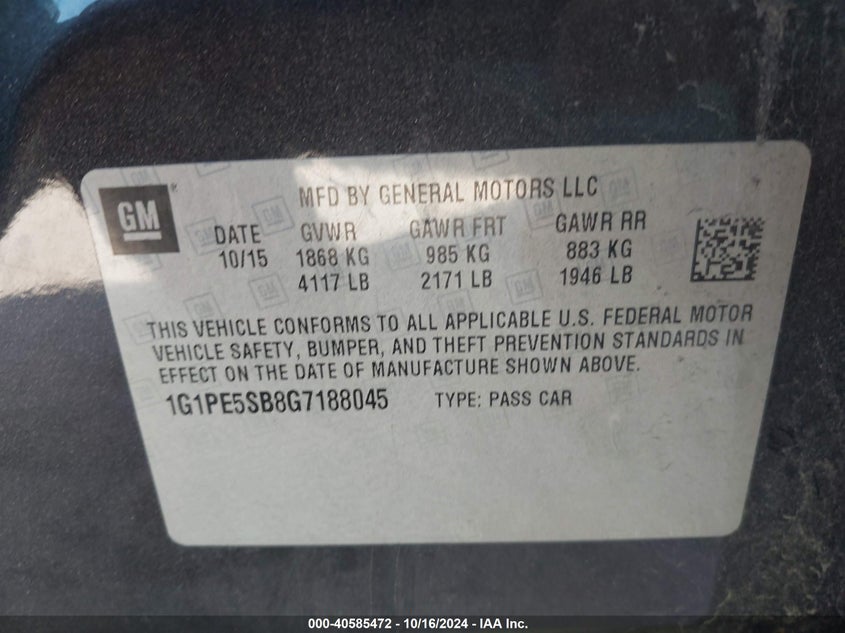 GM ®
MFD BY GENERAL MOTORS LLC
DATE GVWR GAWR FRT GAWR RR
10/15 1868 KG 985 KG 883 KG
4117 LB 2171 LB 1946 LB
THIS VEHICLE CONFORMS TO ALL APPLICABLE U.S. FEDERAL MOTOR
VEHICLE SAFETY, BUMPER, AND THEFT PREVENTION STANDARDS IN
EFFECT ON THE DATE OF MANUFACTURE SHOWN ABOVE.
1G1PE5SB8G7188045 TYPE: PASS CAR
000-40585472 - 10/16/2024 - IAA Inc.